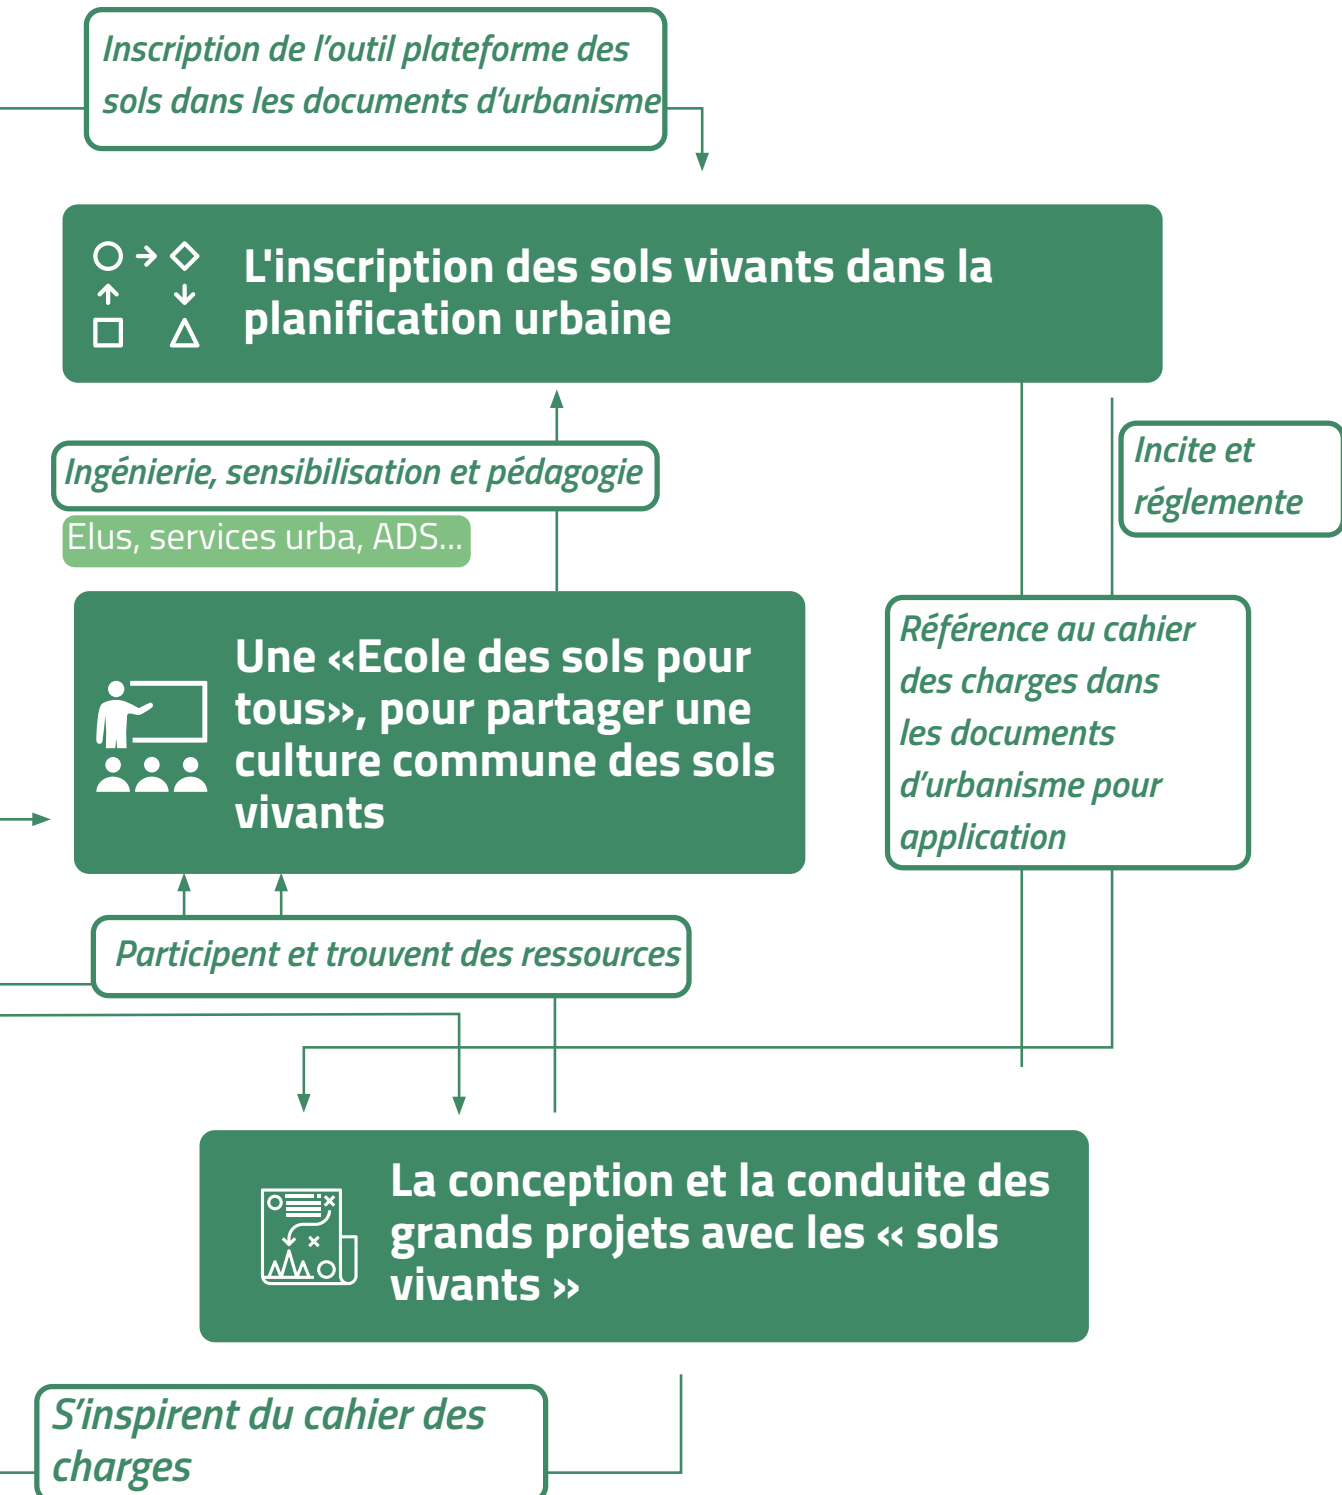 Inscription de l’outil plateforme des
sols dans les documents d’urbanisme
L'inscription des sols vivants dans la
planification urbaine
Ingénierie, sensibilisation et pédagogie
Elus, services urba, ADS...
Incite et
réglemente
Une «Ecole des sols pour
tous», pour partager une
culture commune des sols
vivants
Référence au cahier
des charges dans
les documents
d’urbanisme pour
application
Participent et trouvent des ressources
La conception et la conduite des
grands projets avec les « sols
vivants »
S’inspirent du cahier des
charges